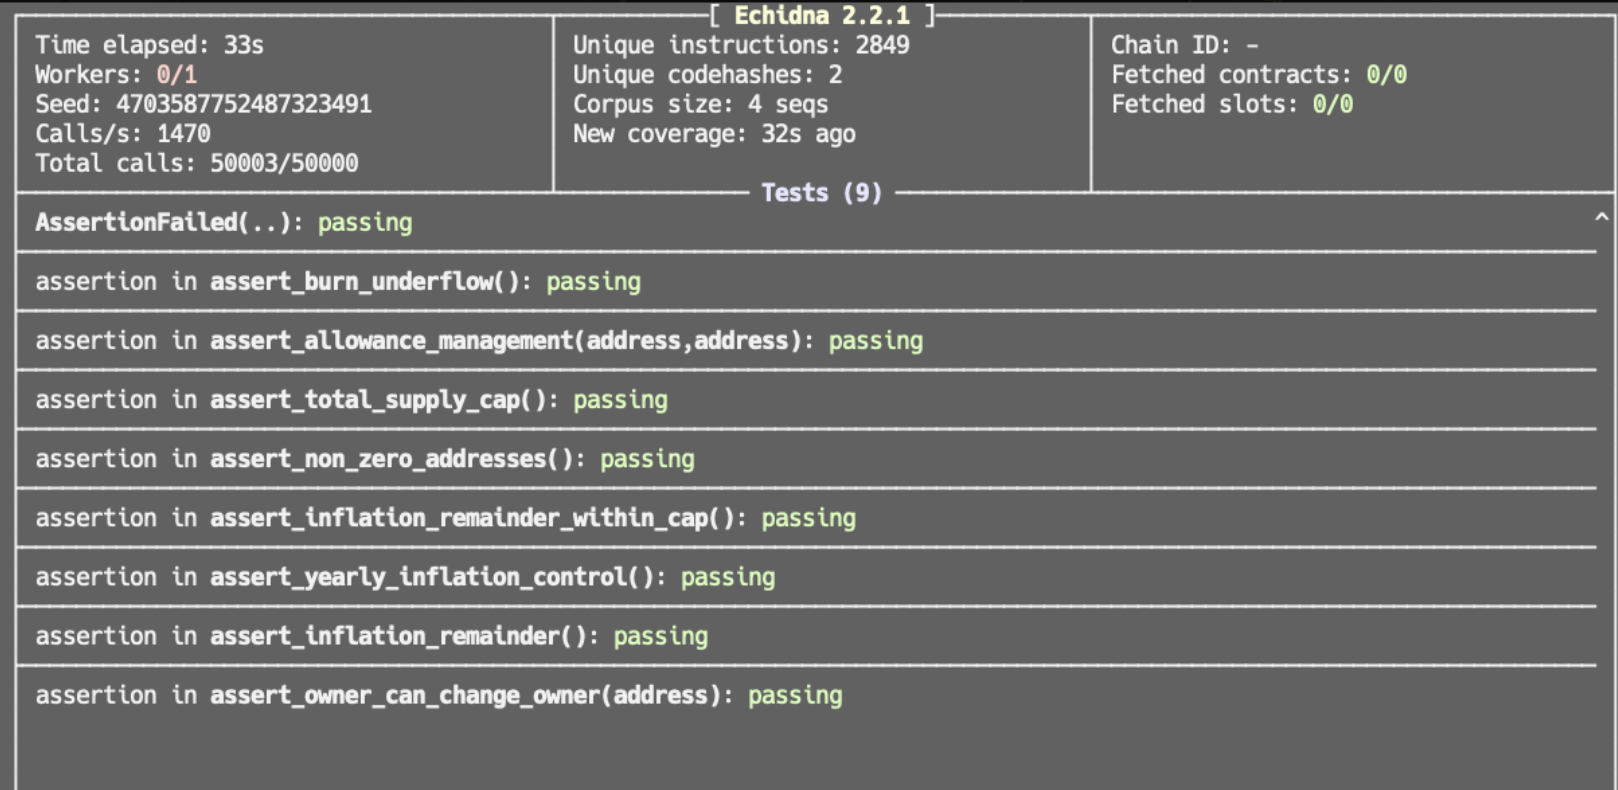 [ Echidna 2.2.1 ]
Time elapsed: 33s
Workers: 0/1
Seed: 4703587752487323491
Calls/s: 1470
Total calls: 50003/50000
Unique instructions: 2849
Unique codehashes: 2
Corpus size: 4 seqs
New coverage: 32s ago
Chain ID: -
Fetched contracts: 0/0
Fetched slots: 0/0
Tests (9)
AssertionFailed(..): passing
assertion in assert_burn_underflow(): passing
assertion in assert_allowance_management(address,address): passing
assertion in assert_total_supply_cap(): passing
assertion in assert_non_zero_addresses(): passing
assertion in assert_inflation_remainder_within_cap(): passing
assertion in assert_yearly_inflation_control(): passing
assertion in assert_inflation_remainder(): passing
assertion in assert_owner_can_change_owner(address): passing